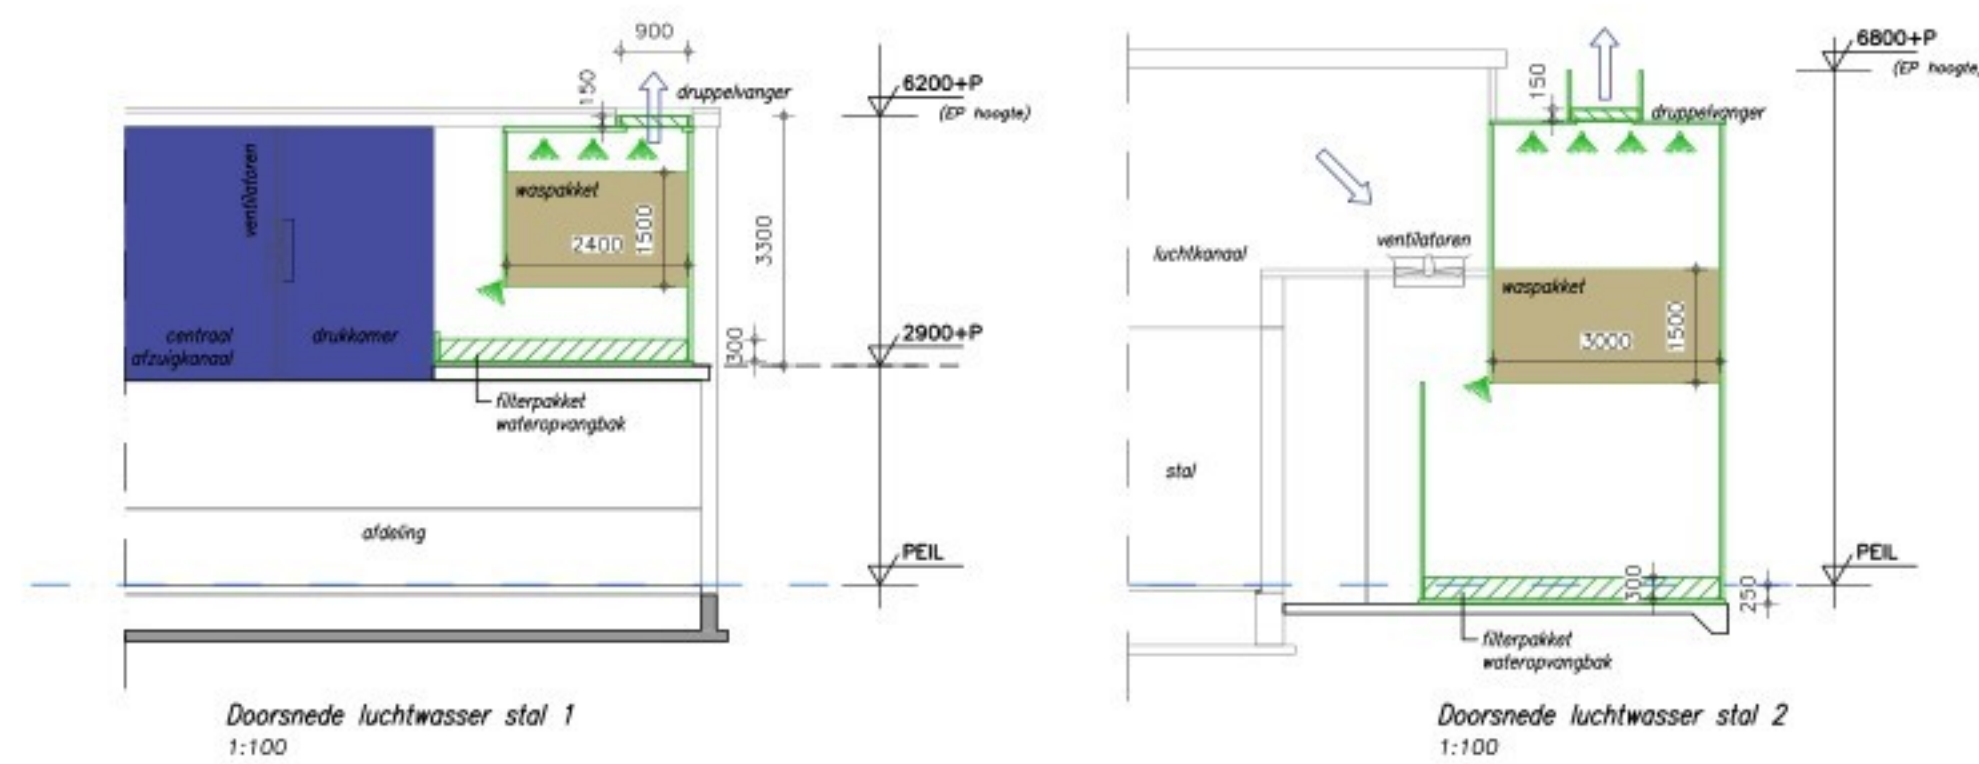 900
150
druppelvanger
6200+P
(EP hoogte)
ventilatoren
waspakket
2400
1500
3300
centraal
afzuigkanaal
drukkamer
300
2900+P
filterpakket
wateropvangbak
afdeling
PEIL
Doorsnede luchtwasser stal 1
1:100
6800+P
(EP hoogte)
150
druppelvanger
luchtkanaal
ventilatoren
waspakket
3000
1500
stal
PEIL
300
250
filterpakket
wateropvangbak
Doorsnede luchtwasser stal 2
1:100